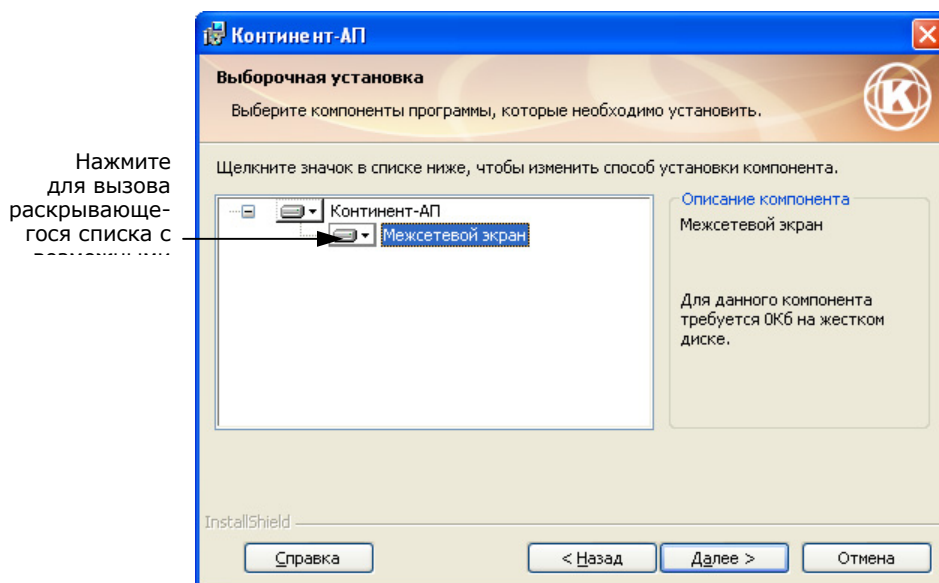 Континент-АП
Выборочная установка
Выберите компоненты программы, которые необходимо установить.
Щелкните значок в списке ниже, чтобы изменить способ установки компонента.
Нажмите
для вызова
раскрывающе-
гося списка с
Континент-АП
Межсетевой экран
Описание компонента
Межсетевой экран
Для данного компонента
требуется 0Кб на жестком
диске.
InstallShield
Справка
< Назад
Далее >
Отмена